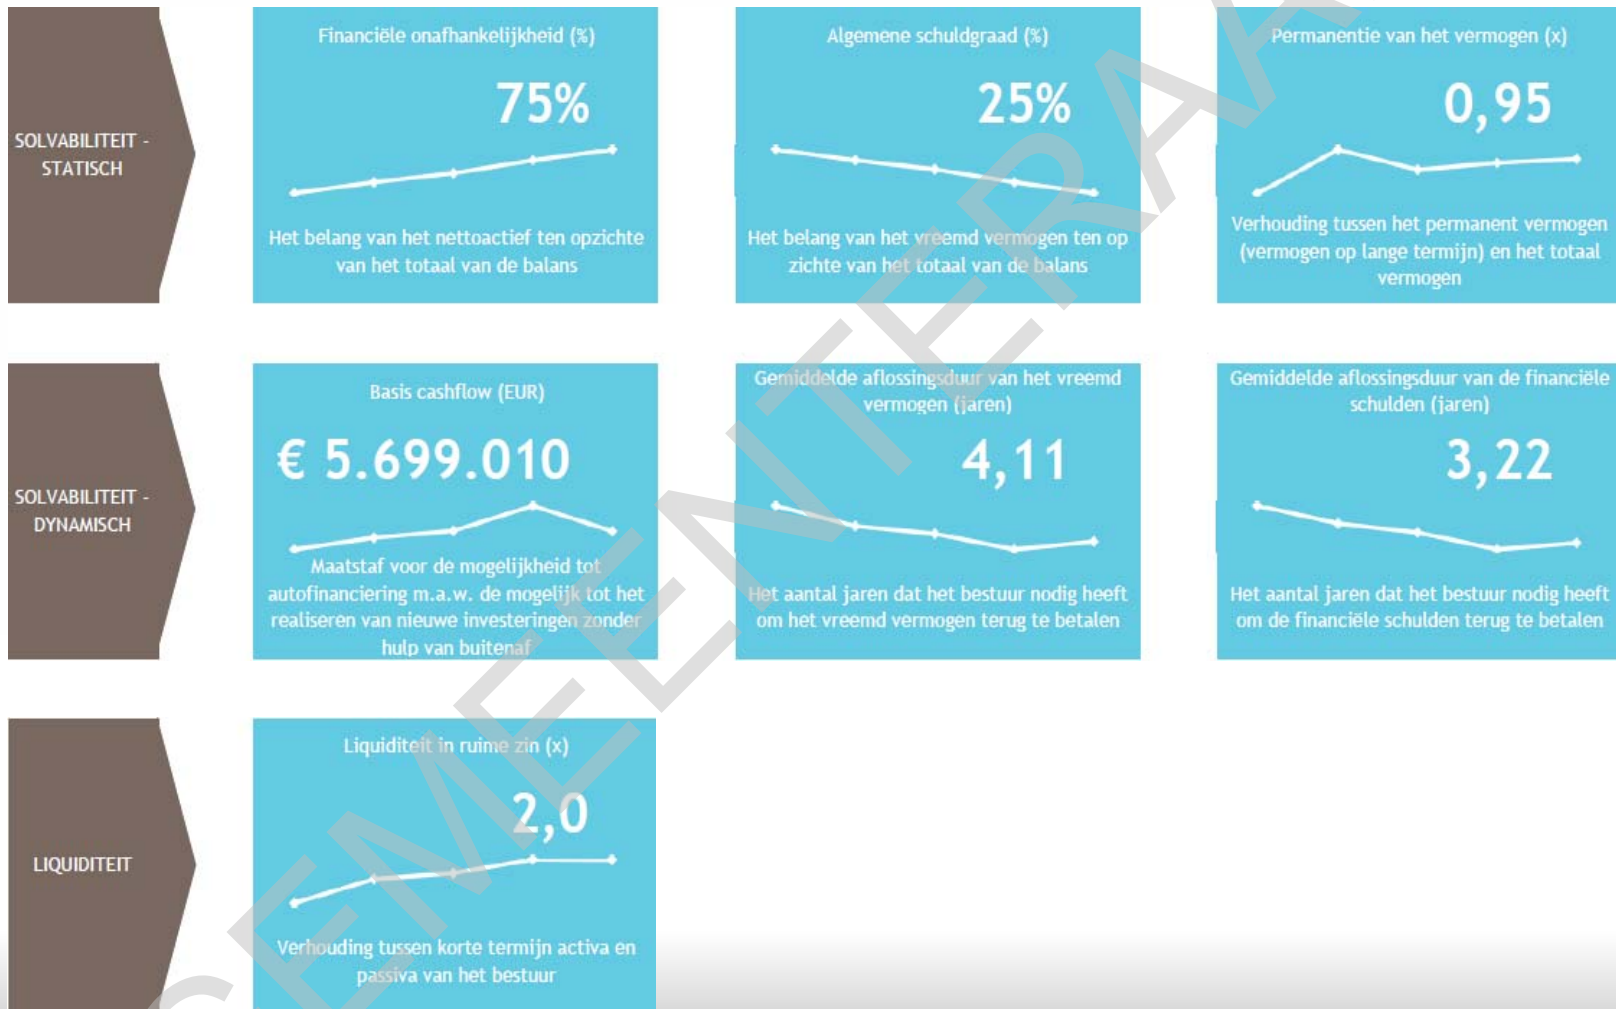 SOLVABILITEIT -
STATISCH
Financiële onafhankelijkheid (%)
75%
Het belang van het nettoactief ten opzichte
van het totaal van de balans
Algemene schuldgraad (%)
25%
Het belang van het vreemd vermogen ten op
zichte van het totaal van de balans
Permanentie van het vermogen (x)
0,95
Verhouding tussen het permanent vermogen
(vermogen op lange termijn) en het totaal
vermogen
SOLVABILITEIT -
DYNAMISCH
Basis cashflow (EUR)
€ 5.699.010
Maatstaf voor de mogelijkheid tot
autofinanciering m.a.w. de mogelijk tot het
realiseren van nieuwe investeringen zonder
hulp van buitenaf
Gemiddelde aflossingsduur van het vreemd
vermogen (jaren)
4,11
Het aantal jaren dat het bestuur nodig heeft
om het vreemd vermogen terug te betalen
Gemiddelde aflossingsduur van de financiële
schulden (jaren)
3,22
Het aantal jaren dat het bestuur nodig heeft
om de financiële schulden terug te betalen
LIQUIDITEIT
Liquiditeit in ruime zin (x)
2,0
Verhouding tussen korte termijn activa en
passiva van het bestuur
GEMEENTERAA